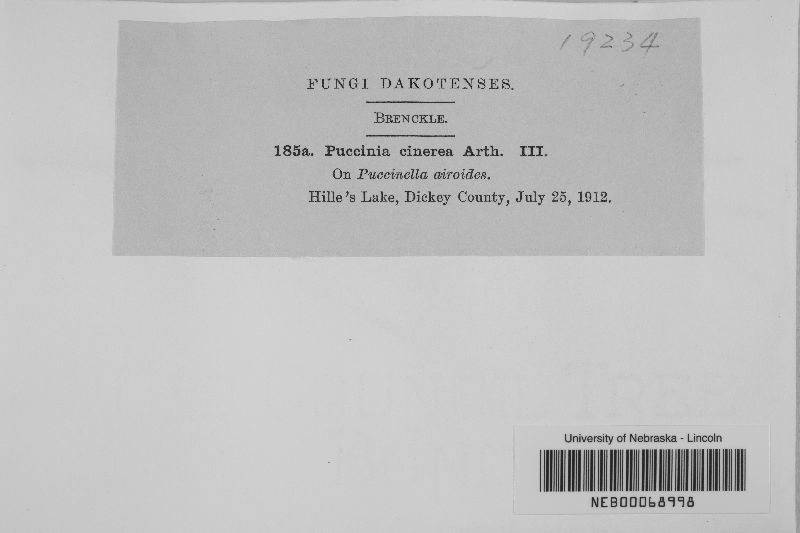 19234
FUNGI DAKOTENSES.
BRENCKLE.
185a. Puccinia cinerea Arth. III.
On Puccinella airoides.
Hille's Lake, Dickey County, July 25, 1912.
University of Nebraska - Lincoln
NEB00068998